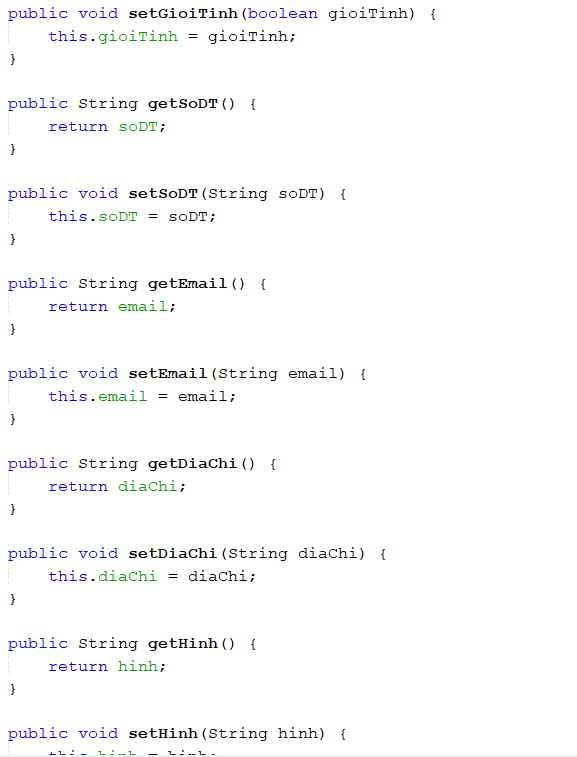 public void setGioiTinh(boolean gioiTinh) {
    this.gioiTinh = gioiTinh;
}

public String getSoDT() {
    return soDT;
}

public void setSoDT(String soDT) {
    this.soDT = soDT;
}

public String getEmail() {
    return email;
}

public void setEmail(String email) {
    this.email = email;
}

public String getDiaChi() {
    return diaChi;
}

public void setDiaChi(String diaChi) {
    this.diaChi = diaChi;
}

public String getHinh() {
    return hinh;
}

public void setHinh(String hinh) {
    this.hinh = hinh;